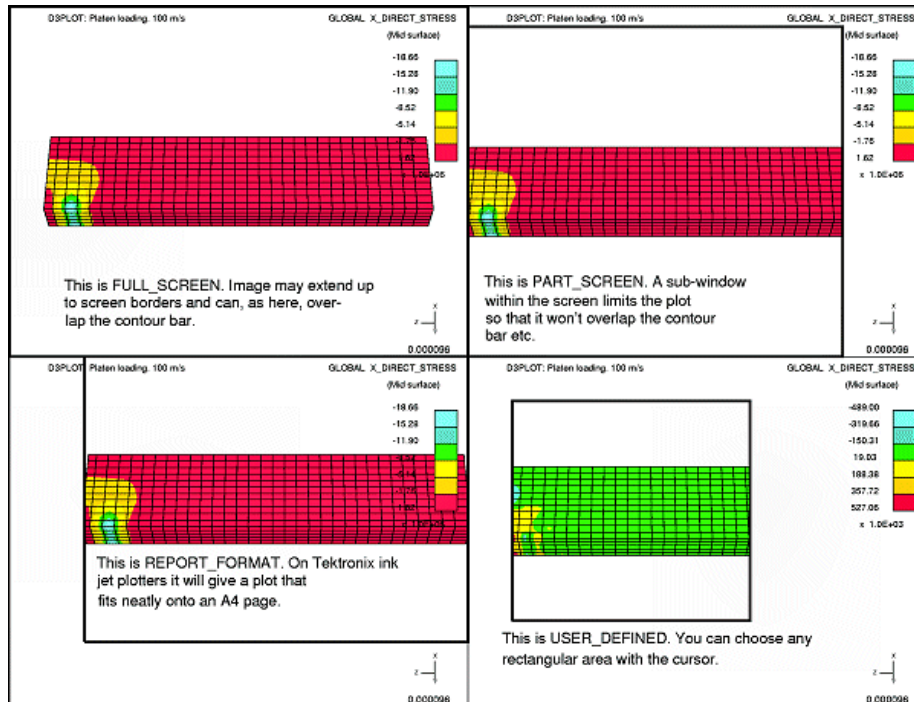 D3PLOT: Platen loading. 100 m/s
GLOBAL X_DIRECT_STRESS
(Mid surface)
-18.66
-15.28
-11.90
-8.52
-5.14
-1.76
1.62
x 1.0E+06
This is FULL_SCREEN. Image may extend up
to screen borders and can, as here, over-
lap the contour bar.
X
Z
0.000096
D3PLOT: Platen loading. 100 m/s
GLOBAL X_DIRECT_STRESS
(Mid surface)
-18.66
-15.28
-11.90
-8.52
-5.14
-1.76
1.62
x 1.0E+06
This is PART_SCREEN. A sub-window
within the screen limits the plot
so that it won't overlap the contour
bar etc.
X
Z
0.000096
D3PLOT: Platen loading. 100 m/s
GLOBAL X_DIRECT_STRESS
(Mid surface)
-18.66
-15.28
-11.90
This is REPORT_FORMAT. On Tektronix ink
jet plotters it will give a plot that
fits neatly onto an A4 page.
X
Z
0.000096
D3PLOT: Platen loading. 100 m/s
GLOBAL X_DIRECT_STRESS
(Mid surface)
-489.00
-319.66
-150.31
19.03
188.38
357.72
527.06
x 1.0E+03
This is USER_DEFINED. You can choose any
rectangular area with the cursor.
X
Z
0.000096